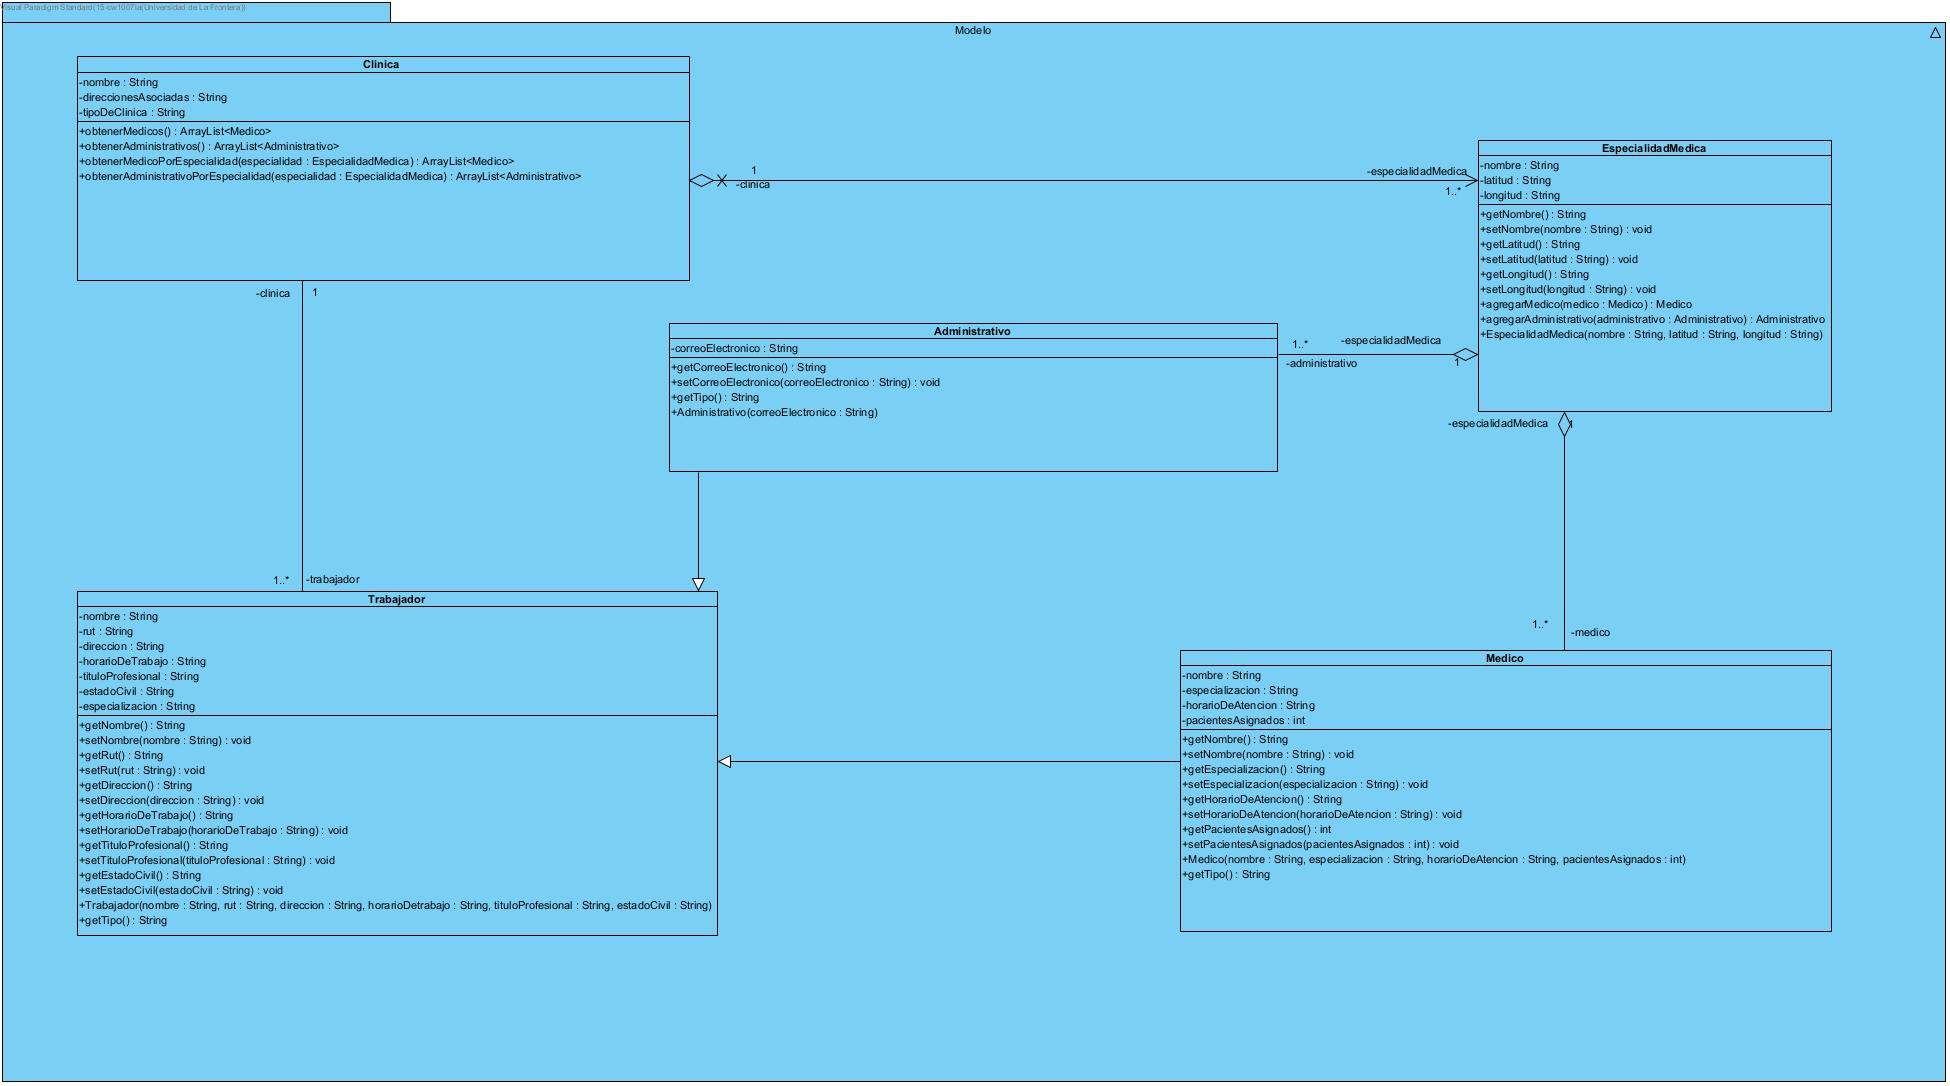 Visual Paradigm Standard(15-cw1007la(Universidad de La Frontera))
Modelo
Clinica
-nombre : String
-direccionesAsociadas : String
-tipoDeClinica : String
+obtenerMedicos() : ArrayList<Medico>
+obtenerAdministrativos() : ArrayList<Administrativo>
+obtenerMedicoPorEspecialidad(especialidad : EspecialidadMedica) : ArrayList<Medico>
+obtenerAdministrativoPorEspecialidad(especialidad : EspecialidadMedica) : ArrayList<Administrativo>
1
-clinica
-especialidadMedica
1..*
EspecialidadMedica
-nombre : String
-latitud : String
-longitud : String
+getNombre() : String
+setNombre(nombre : String) : void
+getLatitud() : String
+setLatitud(latitud : String) : void
+getLongitud() : String
+setLongitud(longitud : String) : void
+agregarMedico(medico : Medico) : Medico
+agregarAdministrativo(administrativo : Administrativo) : Administrativo
+EspecialidadMedica(nombre : String, latitud : String, longitud : String)
-clinica
1
Administrativo
-correoElectronico : String
+getCorreoElectronico() : String
+setCorreoElectronico(correoElectronico : String) : void
+getTipo() : String
+Administrativo(correoElectronico : String)
1..*
-especialidadMedica
-administrativo
1
-especialidadMedica
1
1..*
-trabajador
1..*
-medico
Trabajador
-nombre : String
-rut : String
-direccion : String
-horarioDeTrabajo : String
-tituloProfesional : String
-estadoCivil : String
-especializacion : String
+getNombre() : String
+setNombre(nombre : String) : void
+getRut() : String
+setRut(rut : String) : void
+getDireccion() : String
+setDireccion(direccion : String) : void
+getHorarioDeTrabajo() : String
+setHorarioDeTrabajo(horarioDeTrabajo : String) : void
+getTituloProfesional() : String
+setTituloProfesional(tituloProfesional : String) : void
+getEstadoCivil() : String
+setEstadoCivil(estadoCivil : String) : void
+Trabajador(nombre : String, rut : String, direccion : String, horarioDetrabajo : String, tituloProfesional : String, estadoCivil : String)
+getTipo() : String
Medico
-nombre : String
-especializacion : String
-horarioDeAtencion : String
-pacientesAsignados : int
+getNombre() : String
+setNombre(nombre : String) : void
+getEspecializacion() : String
+setEspecializacion(especializacion : String) : void
+getHorarioDeAtencion() : String
+setHorarioDeAtencion(horarioDeAtencion : String) : void
+getPacientesAsignados() : int
+setPacientesAsignados(pacientesAsignados : int) : void
+Medico(nombre : String, especializacion : String, horarioDeAtencion : String, pacientesAsignados : int)
+getTipo() : String